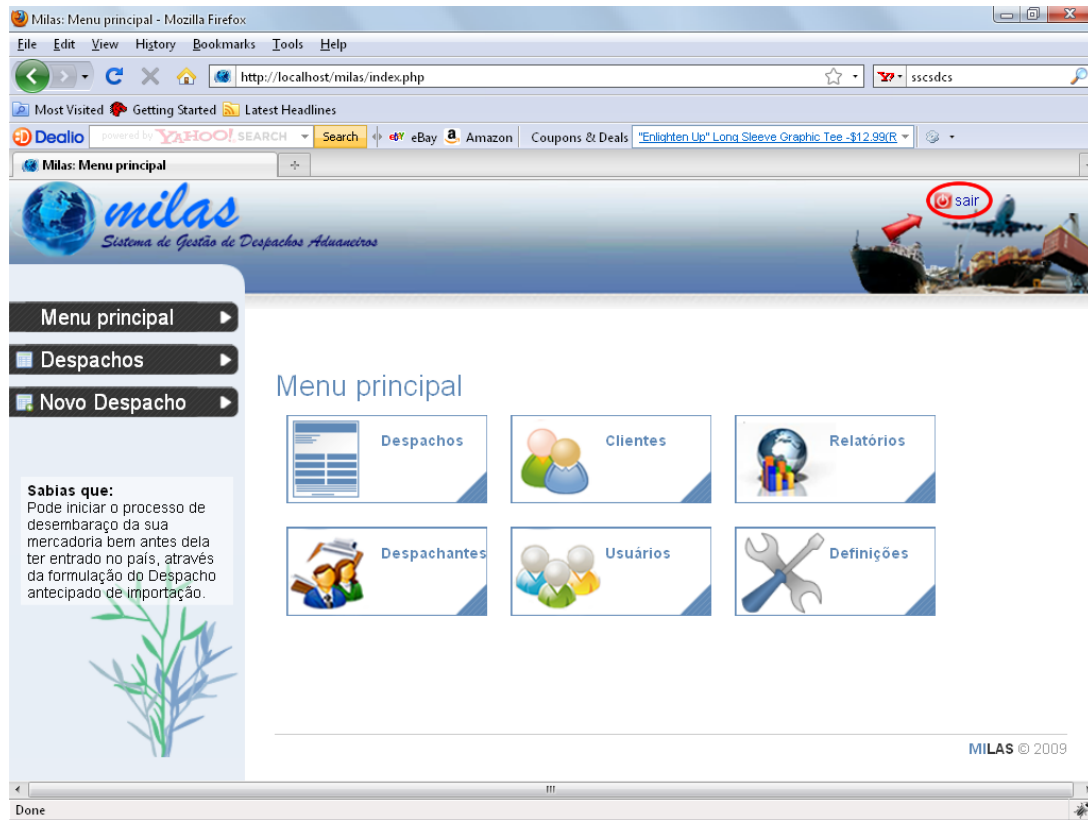 Milas: Menu principal - Mozilla Firefox
File Edit View History Bookmarks Tools Help
http://localhost/milas/index.php
sscsdcs
Most Visited Getting Started Latest Headlines
Dealio powered by YAHOO! SEARCH Search eBay Amazon Coupons & Deals "Enlighten Up" Long Sleeve Graphic Tee -$12.99(R
Milas: Menu principal
milas
Sistema de Gestão de Despachos Aduaneiros
sair
Menu principal
Despachos
Novo Despacho
Sabias que:
Pode iniciar o processo de
desembaraço da sua
mercadoria bem antes dela
ter entrado no país, através
da formulação do Despacho
antecipado de importação.
Menu principal
Despachos Clientes Relatórios
Despachantes Usuários Definições
MILAS © 2009
Done